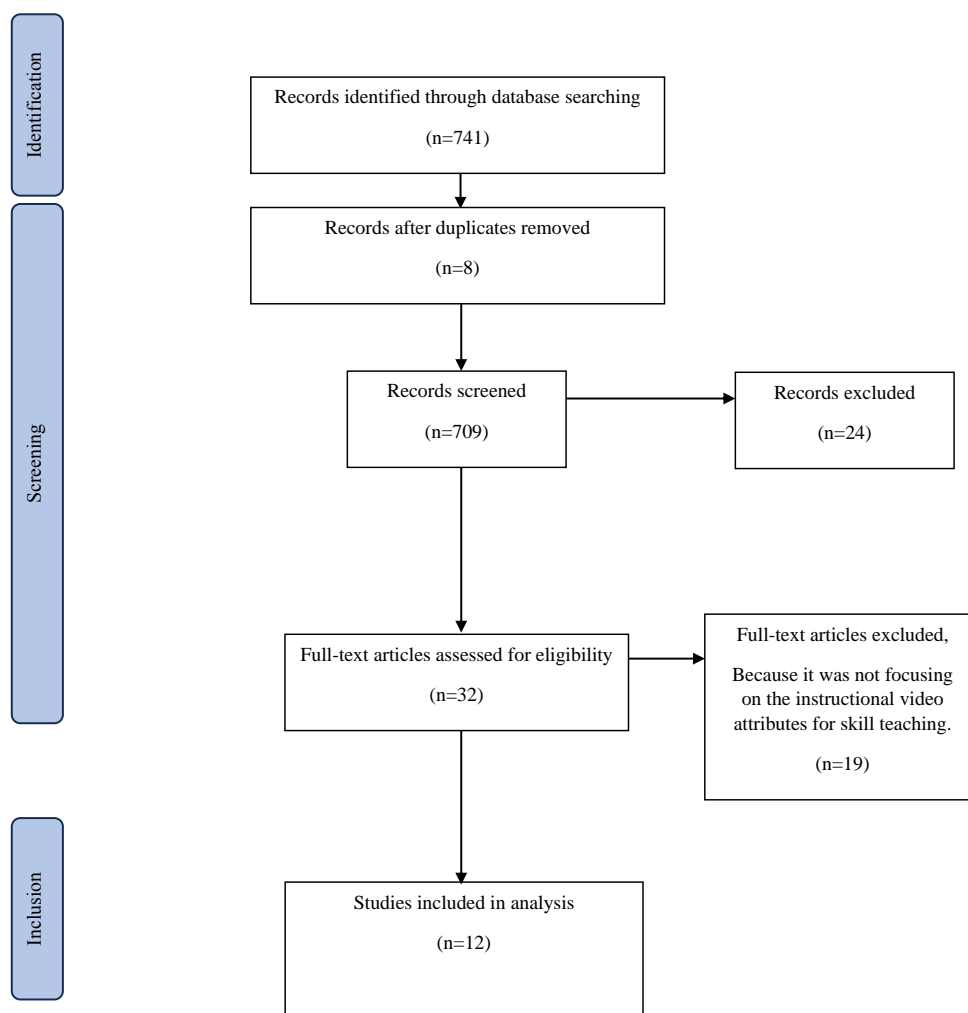 Identification
Records identified through database searching
(n=741)
Screening
Records after duplicates removed
(n=8)
Records screened
(n=709)
Records excluded
(n=24)
Full-text articles assessed for eligibility
(n=32)
Full-text articles excluded,
Because it was not focusing
on the instructional video
attributes for skill teaching.
(n=19)
Inclusion
Studies included in analysis
(n=12)